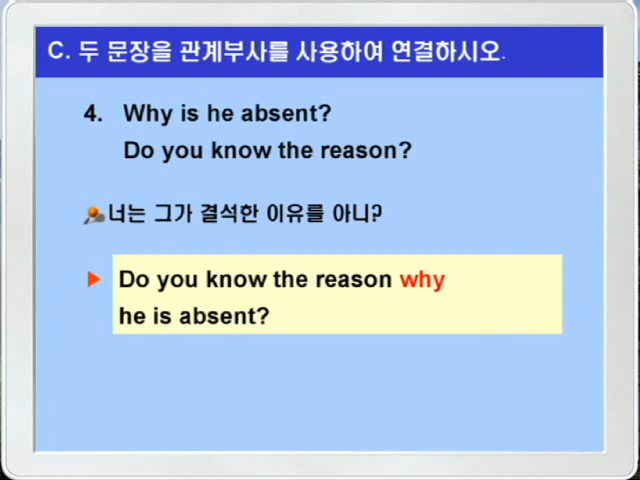 C. 두 문장을 관계부사를 사용하여 연결하시오.
4. Why is he absent?
Do you know the reason?
너는 그가 결석한 이유를 아니?
Do you know the reason why
he is absent?